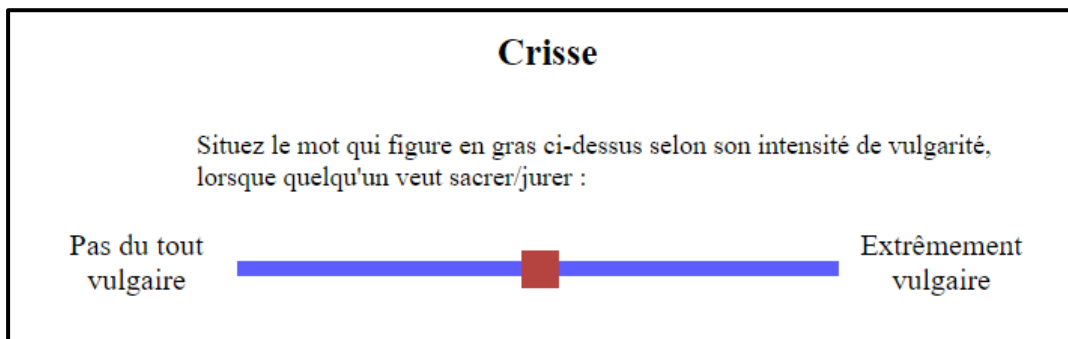 Crisse
Situez le mot qui figure en gras ci-dessus selon son intensité de vulgarité,
lorsque quelqu'un veut sacrer/jurer :
Pas du tout
vulgaire
Extrêmement
vulgaire